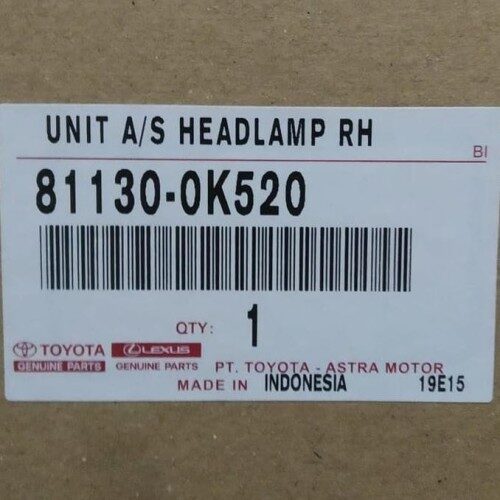 UNIT A/S HEADLAMP RH
BI
81130-0K520
QTY: 1
TOYOTA LEXUS
GENUINE PARTS GENUINE PARTS PT. TOYOTA - ASTRA MOTOR
MADE IN INDONESIA 19E15